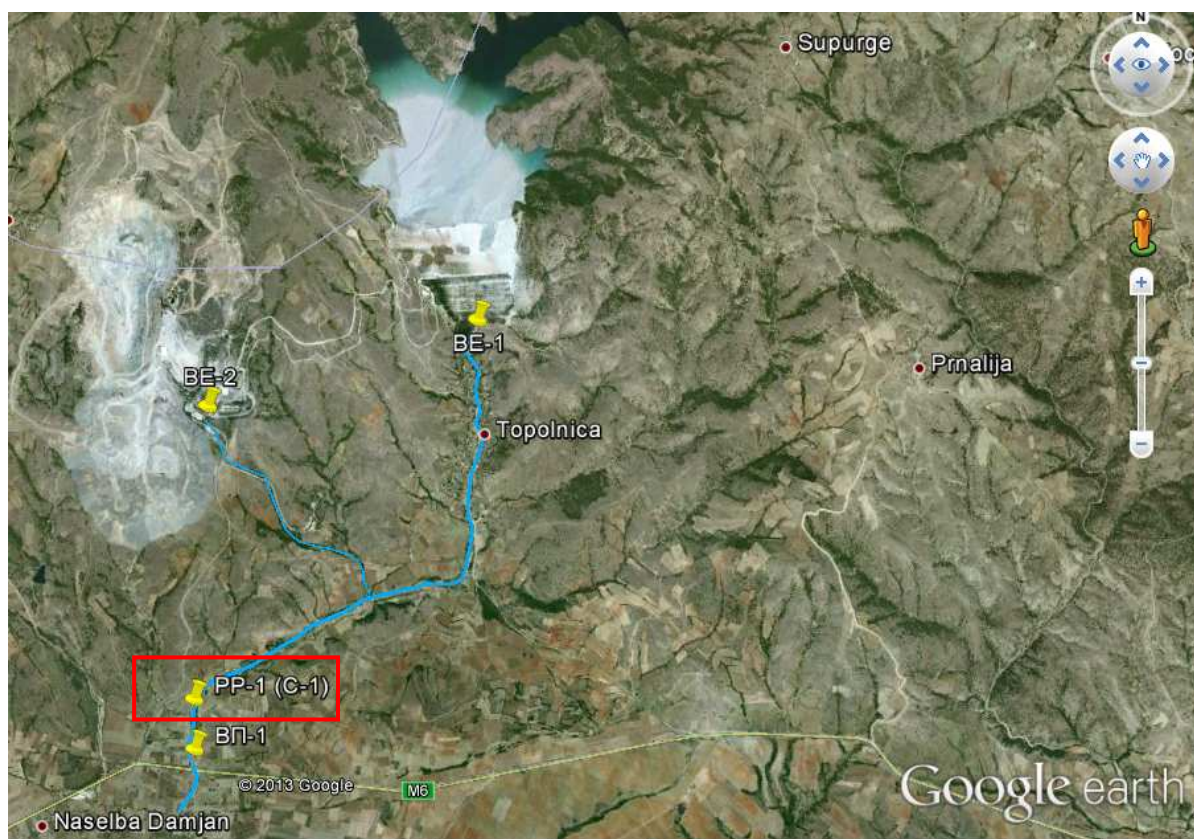 N
Supurge
BE-1
Prnalija
BE-2
Topolnica
PP-1 (C-1)
ВП-1
© 2013 Google
M6
Google earth
Naselba Damjan